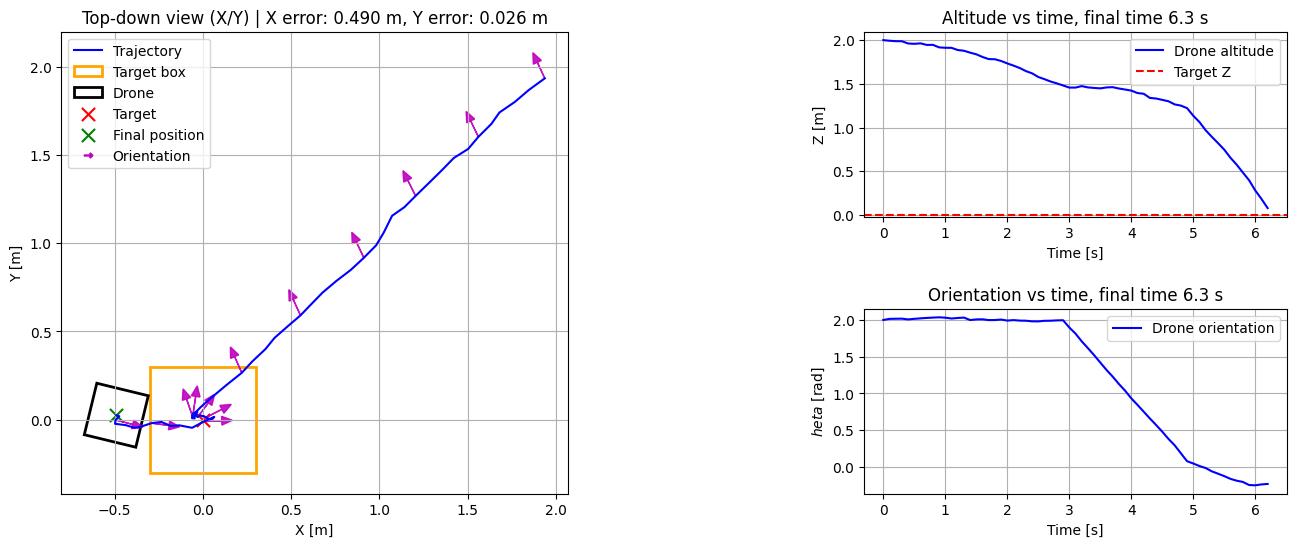 Top-down view (X/Y) | X error: 0.490 m, Y error: 0.026 m
Trajectory
Target box
Drone
Target
Final position
Orientation
Y [m]
2.0
1.5
1.0
0.5
0.0
−0.5
0.0
0.5
1.0
1.5
2.0
X [m]
Altitude vs time, final time 6.3 s
Drone altitude
Target Z
Z [m]
2.0
1.5
1.0
0.5
0.0
0
1
2
3
4
5
6
Time [s]
Orientation vs time, final time 6.3 s
Drone orientation
heta [rad]
2.0
1.5
1.0
0.5
0.0
0
1
2
3
4
5
6
Time [s]